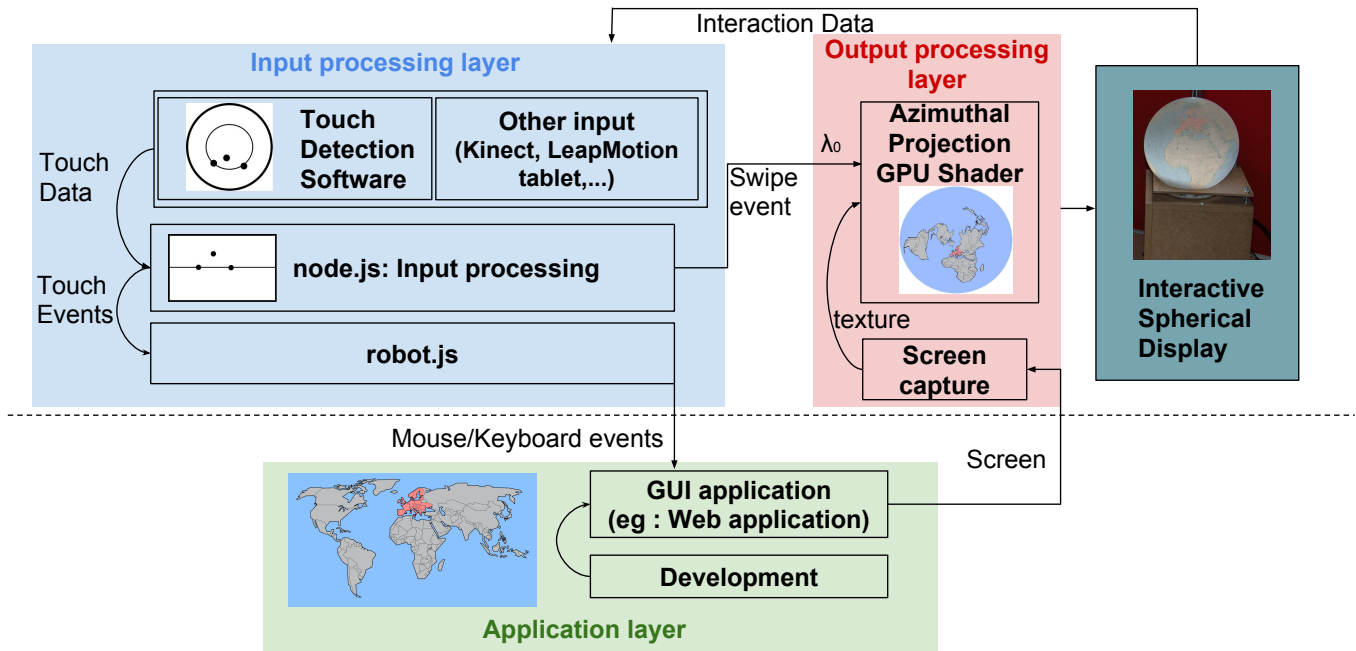 Interaction Data
Input processing layer
Touch
Detection
Software
Other input
(Kinect, LeapMotion
tablet,...)
Touch
Data
node.js: Input processing
Touch
Events
robot.js
Swipe
event
λ0
Output processing
layer
Azimuthal
Projection
GPU Shader
texture
Screen
capture
Interactive
Spherical
Display
Mouse/Keyboard events
Screen
GUI application
(eg : Web application)
Development
Application layer